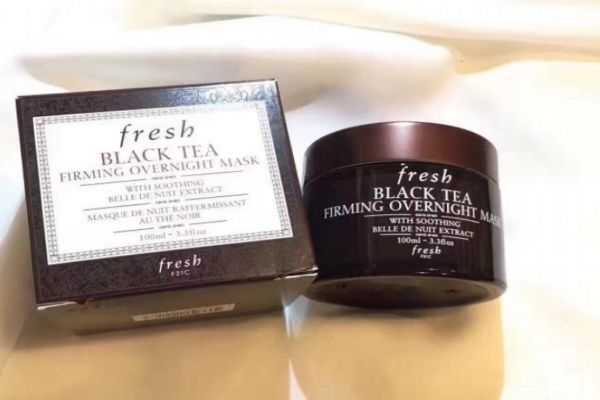 fresh
BLACK TEA
FIRMING OVERNIGHT MASK
WITH SOOTHING
BELLE DE NUIT EXTRACT
MASQUE DE NUIT RAFFERMISSANT
AU THÉ NOIR
100ml ~ 3.3fl.oz
fresh
F21C
fresh
BLACK TEA
FIRMING OVERNIGHT MASK
WITH SOOTHING
BELLE DE NUIT EXTRACT
100ml ~ 3.3fl.oz
fresh
F21C